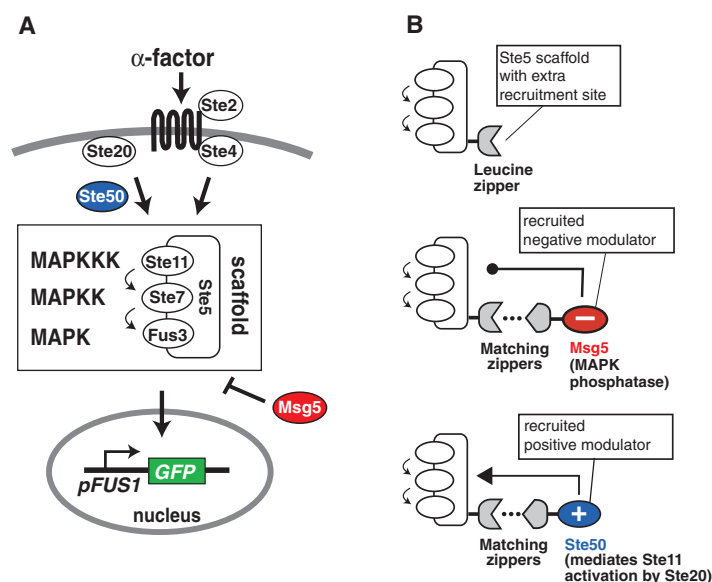 A
α-factor
Ste2
Ste20
Ste4
Ste50
MAPKKK
MAPKK
MAPK
Ste11
Ste7
Fus3
Ste5
scaffold
Msg5
pFUS1
GFP
nucleus
B
Ste5 scaffold
with extra
recruitment site
Leucine
zipper
recruited
negative modulator
−
Matching
zippers
Msg5
(MAPK
phosphatase)
recruited
positive modulator
+
Matching
zippers
Ste50
(mediates Ste11
activation by Ste20)